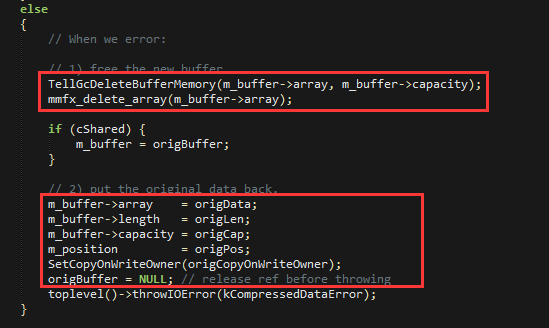 else
{
// When we error:
// 1) free the new buffer
TellGcDeleteBufferMemory(m_buffer->array, m_buffer->capacity);
mmfx_delete_array(m_buffer->array);
if (cShared) {
m_buffer = origBuffer;
}
// 2) put the original data back.
m_buffer->array    = origData;
m_buffer->length   = origLen;
m_buffer->capacity = origCap;
m_position         = origPos;
SetCopyOnWriteOwner(origCopyOnWriteOwner);
origBuffer = NULL; // release ref before throwing
toplevel()->throwIOError(kCompressedDataError);
}